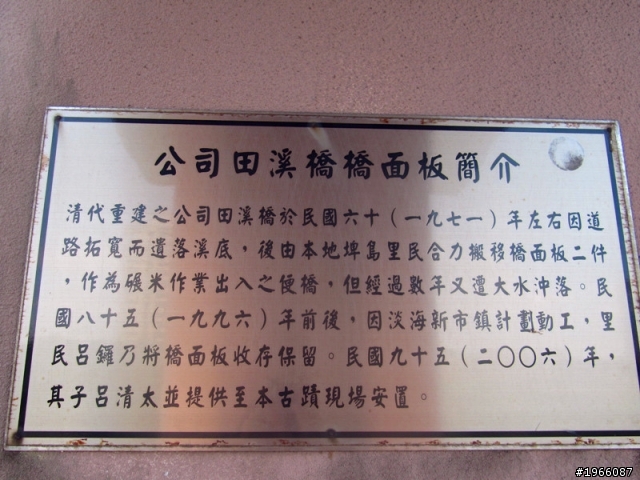 公司田溪橋橋面板簡介
清代重建之公司田溪橋於民國六十（一九七一）年左右因道
路拓寬而遺落溪底，後由本地埤島里民合力搬移橋面板二件
，作為碾米作業出入之便橋，但經過數年又遭大水沖落。民
國八十五（一九九六）年前後，因淡海新市鎮計劃動工，里
民呂鑼乃將橋面板收存保留。民國九十五（二〇〇六）年，
其子呂清太並提供至本古蹟現場安置。
#1966087